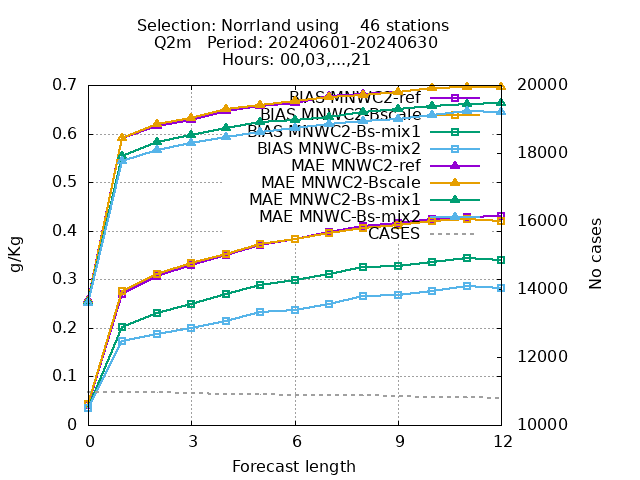 Selection: Norrland using    46 stations
Q2m   Period: 20240601-20240630
Hours: 00,03,...,21
BIAS MNWC2-ref
BIAS MNWC2-Bscale
BIAS MNWC2-Bs-mix1
BIAS MNWC-Bs-mix2
MAE MNWC2-ref
MAE MNWC2-Bscale
MAE MNWC2-Bs-mix1
MAE MNWC-Bs-mix2
CASES
0.7
0.6
0.5
0.4
0.3
0.2
0.1
0
g/Kg
20000
18000
16000
14000
12000
10000
No cases
0 3 6 9 12
Forecast length